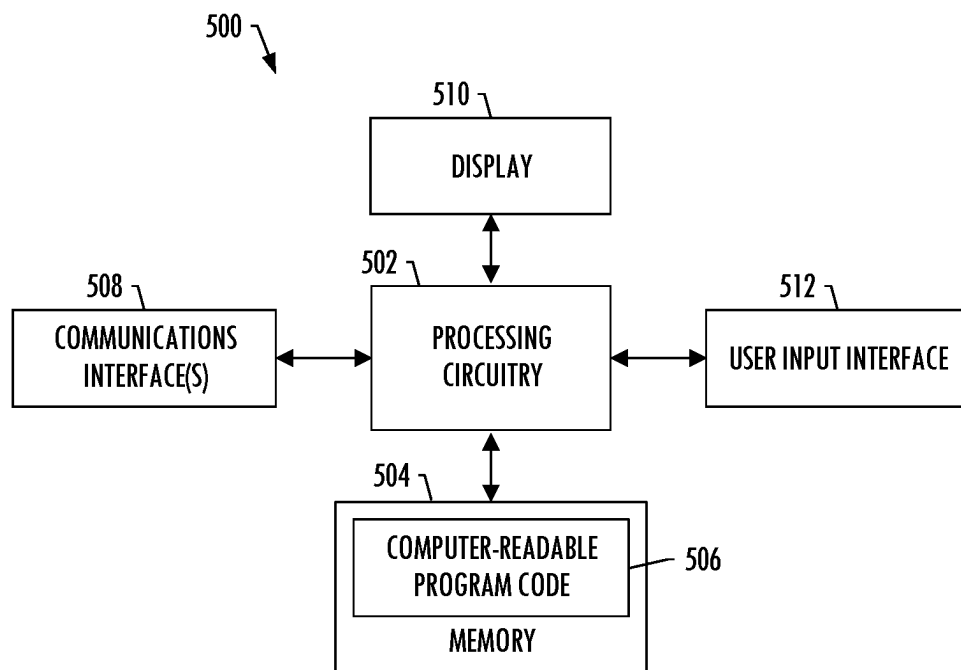 500
510
DISPLAY
502
508
512
COMMUNICATIONS
INTERFACE(S)
PROCESSING
CIRCUITRY
USER INPUT INTERFACE
504
COMPUTER-READABLE
PROGRAM CODE
506
MEMORY